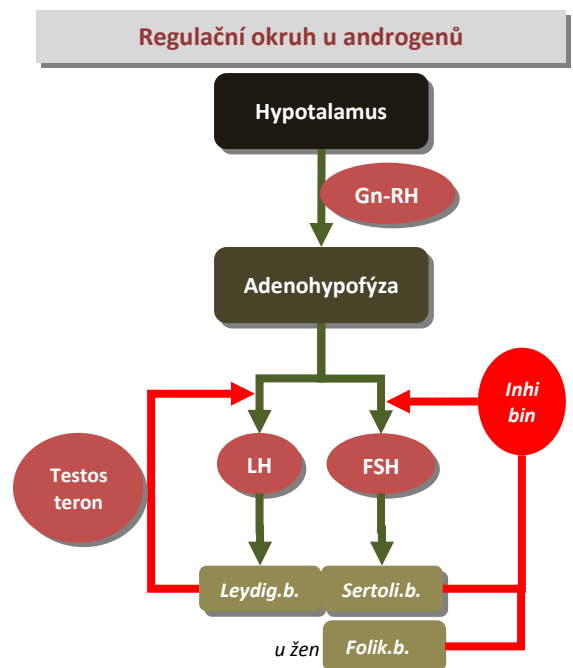 Regulační okruh u androgenů
Hypotalamus
Gn-RH
Adenohypofýza
Inhi
bin
LH
FSH
Testos
teron
Leydig.b.
Sertoli.b.
u žen
Folik.b.